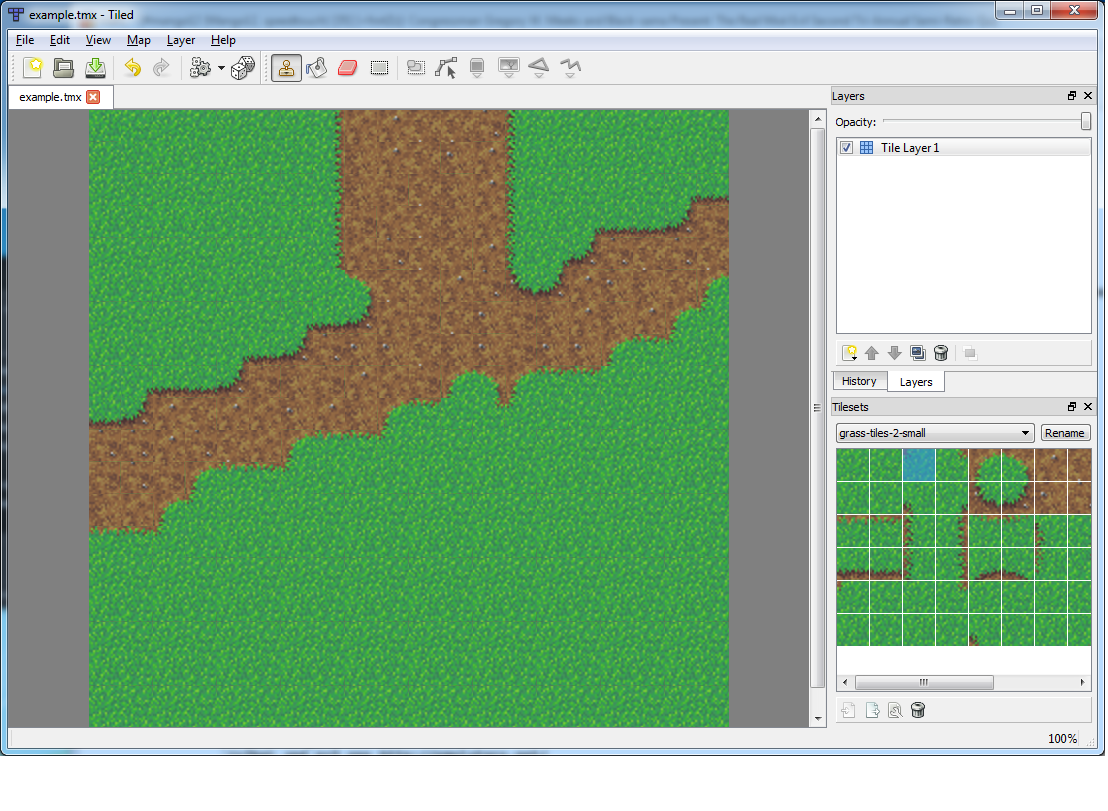 example.tmx - Tiled
File Edit View Map Layer Help
example.tmx
Layers
Opacity:
Tile Layer 1
History Layers
Tilesets
grass-tiles-2-small Rename
100%